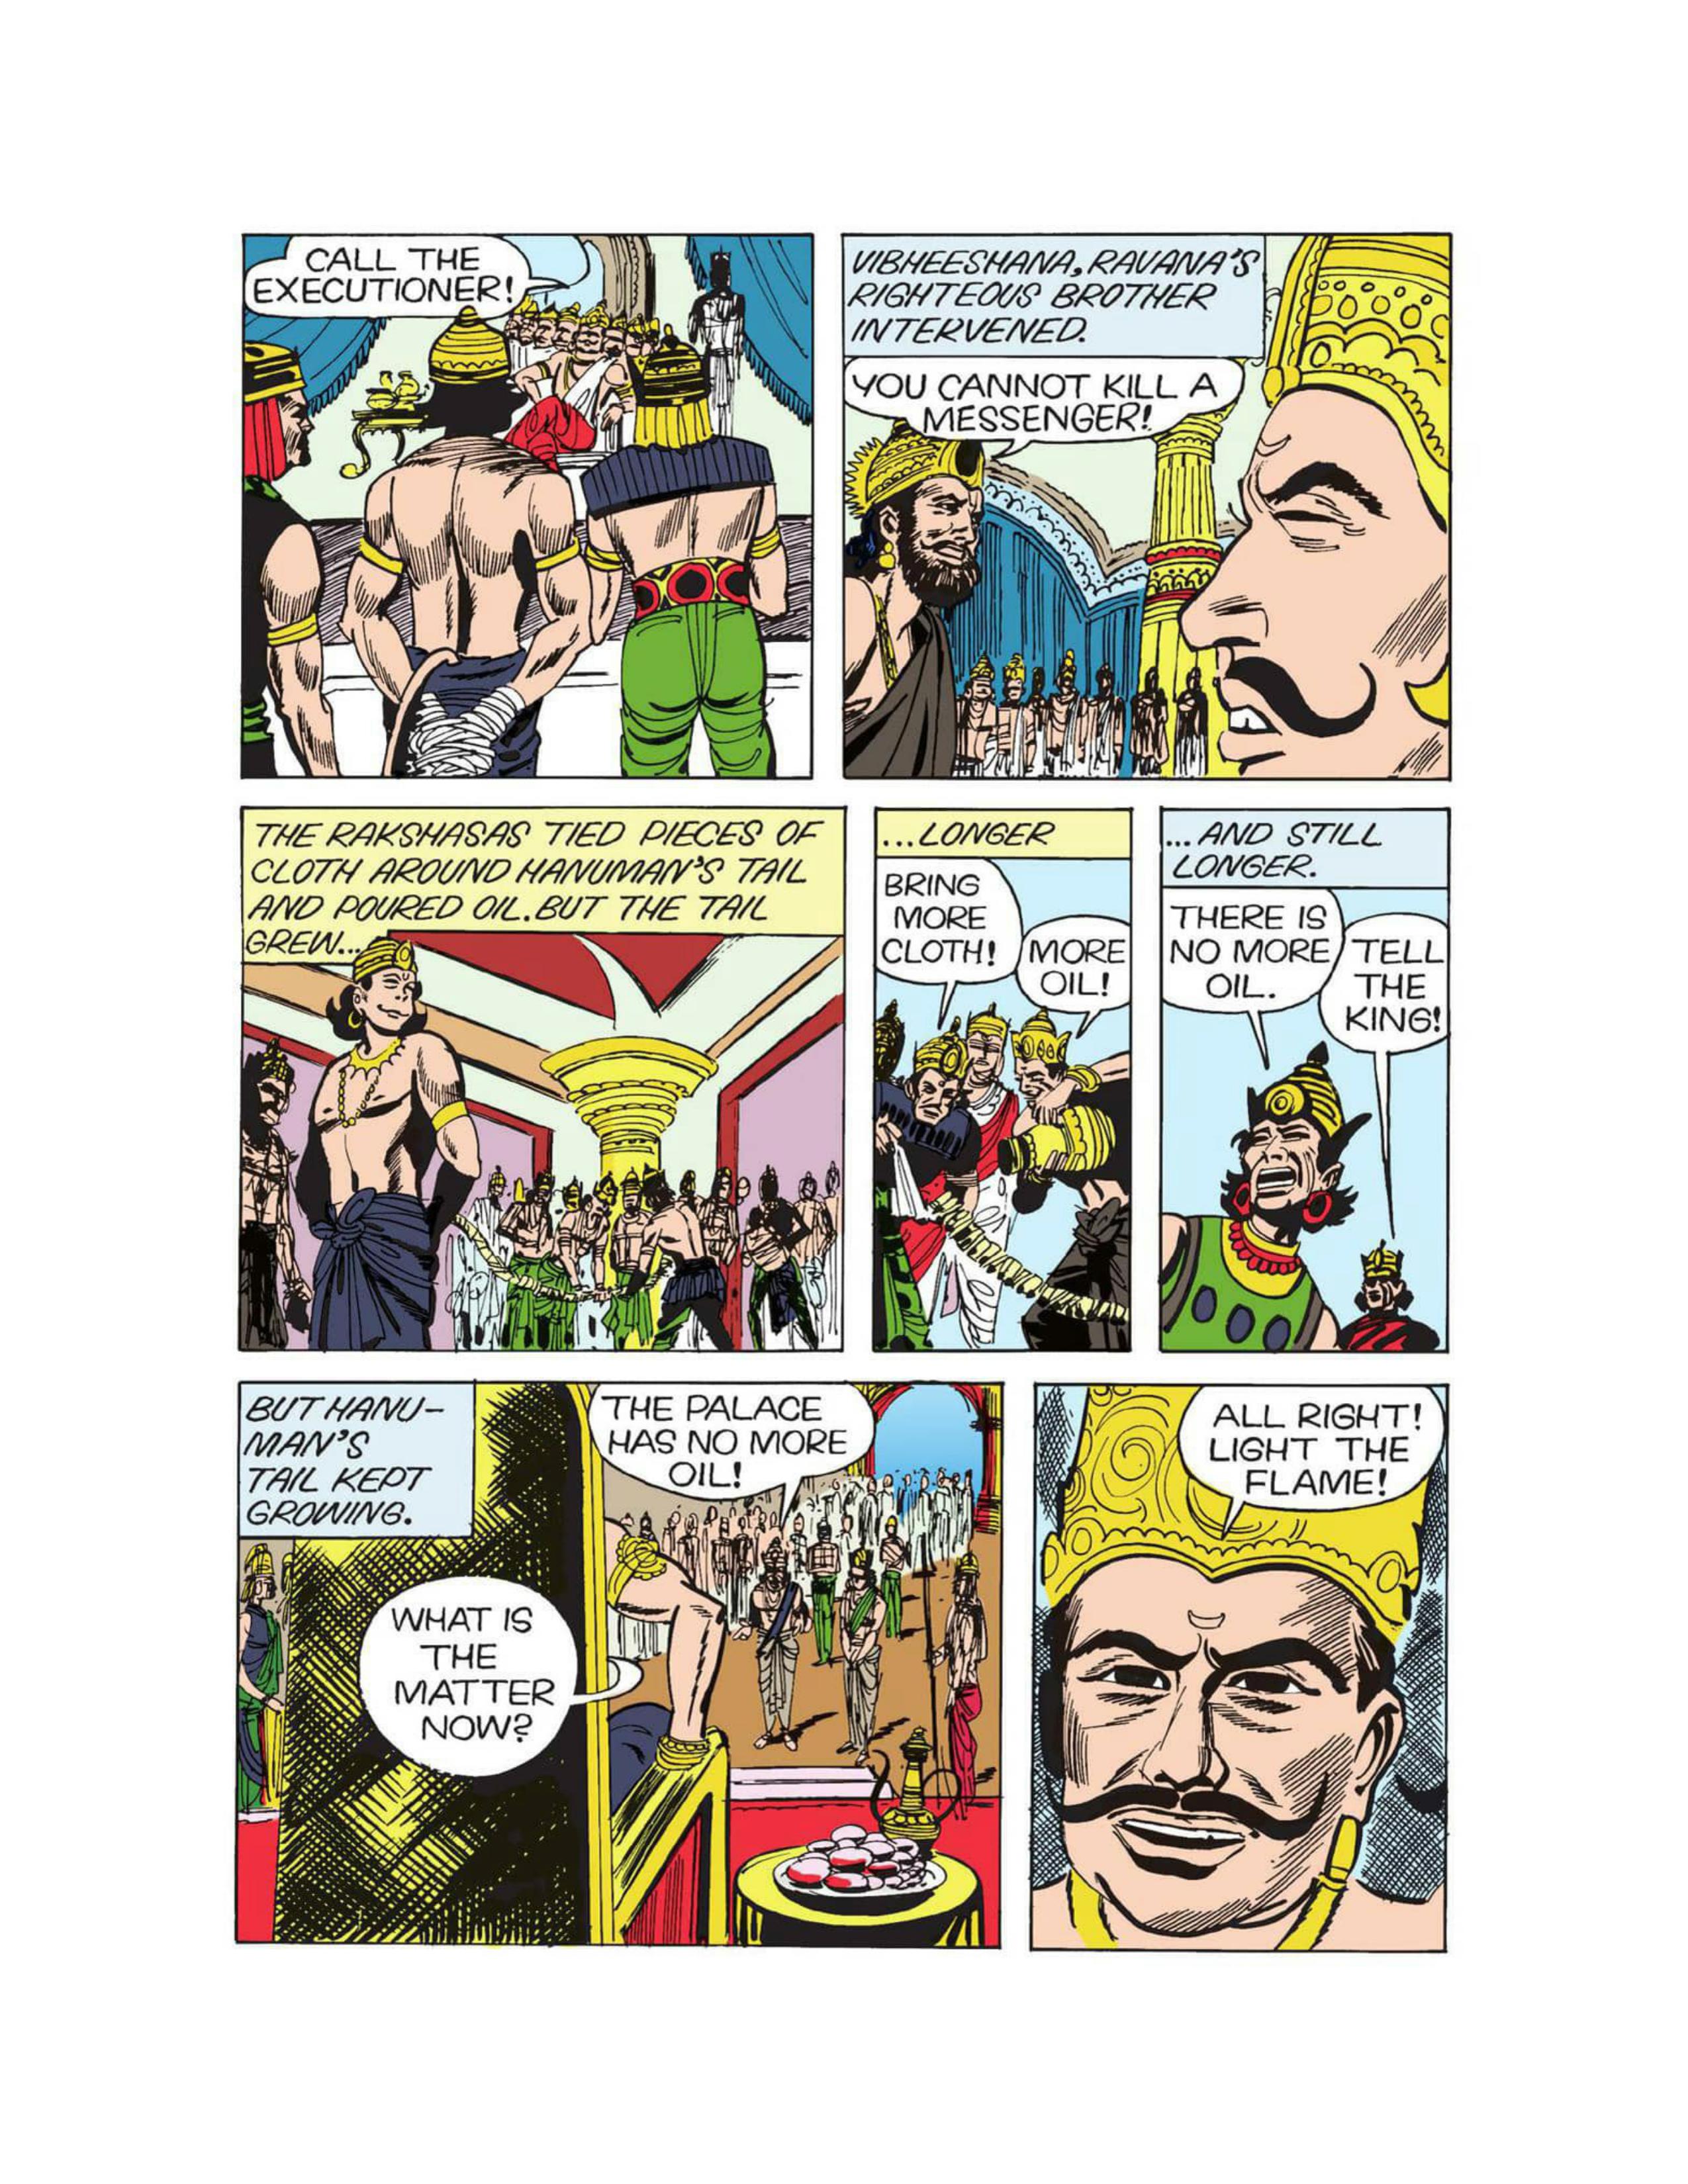 CALL THE
EXECUTIONER!
VIBHEESHANA, RAVANA'S
RIGHTEOUS BROTHER
INTERVENED.
YOU CANNOT KILL A
MESSENGER!
THE RAKSHASAS TIED PIECES OF
CLOTH AROUND HANUMAN'S TAIL
AND POURED OIL. BUT THE TAIL
GREW...
...LONGER
BRING
MORE
CLOTH!
MORE
OIL!
...AND STILL
LONGER.
THERE IS
NO MORE
OIL.
TELL
THE
KING!
BUT HANU-
MAN'S
TAIL KEPT
GROWING.
THE PALACE
HAS NO MORE
OIL!
WHAT IS
THE
MATTER
NOW?
ALL RIGHT!
LIGHT THE
FLAME!